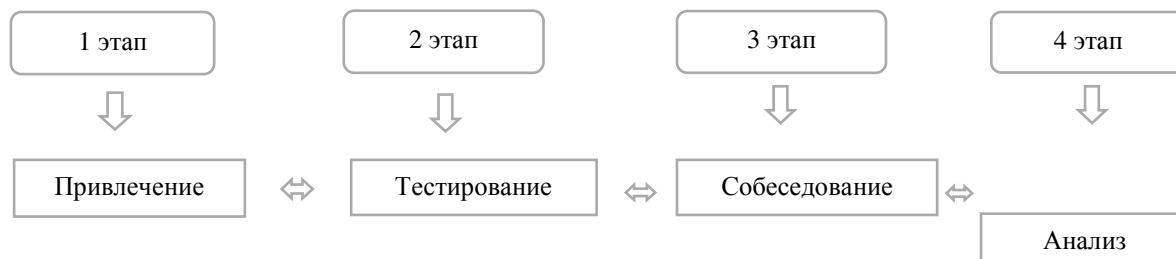 1 этап
2 этап
3 этап
4 этап
Привлечение
Тестирование
Собеседование
Анализ